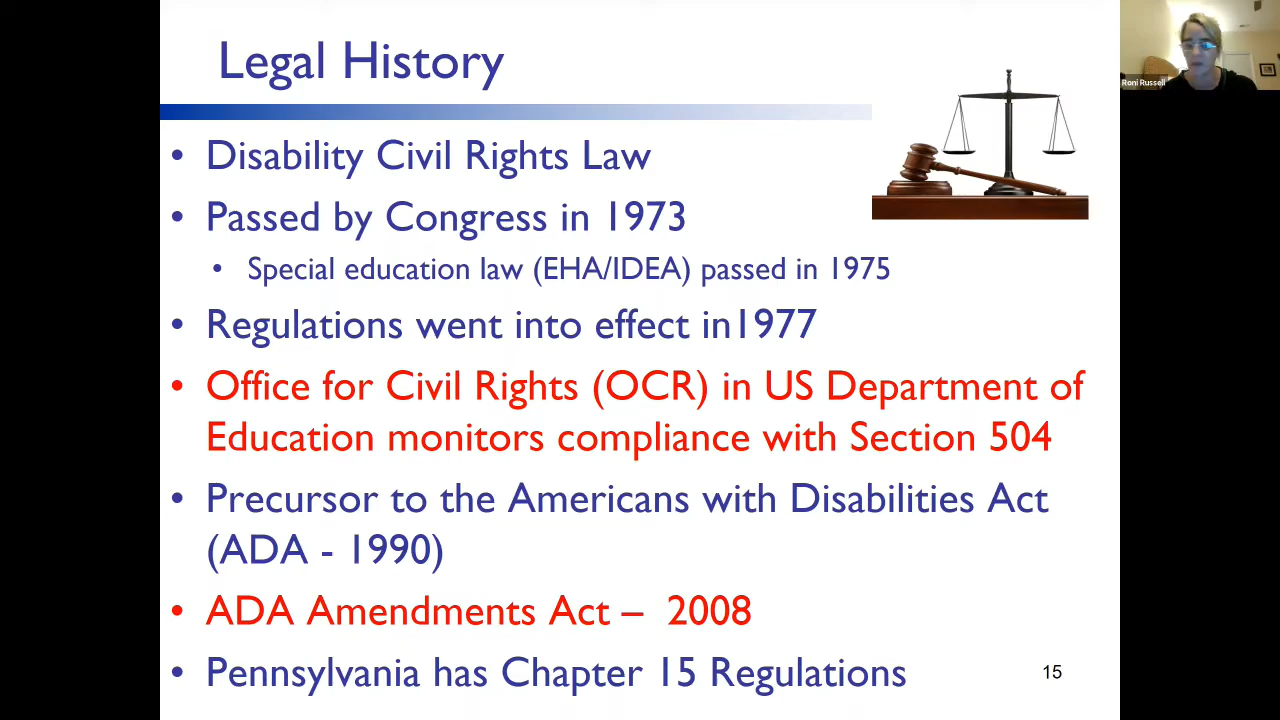 Legal History
Roni Russell
• Disability Civil Rights Law
• Passed by Congress in 1973
• Special education law (EHA/IDEA) passed in 1975
• Regulations went into effect in1977
• Office for Civil Rights (OCR) in US Department of
Education monitors compliance with Section 504
• Precursor to the Americans with Disabilities Act
(ADA - 1990)
• ADA Amendments Act – 2008
• Pennsylvania has Chapter 15 Regulations
15